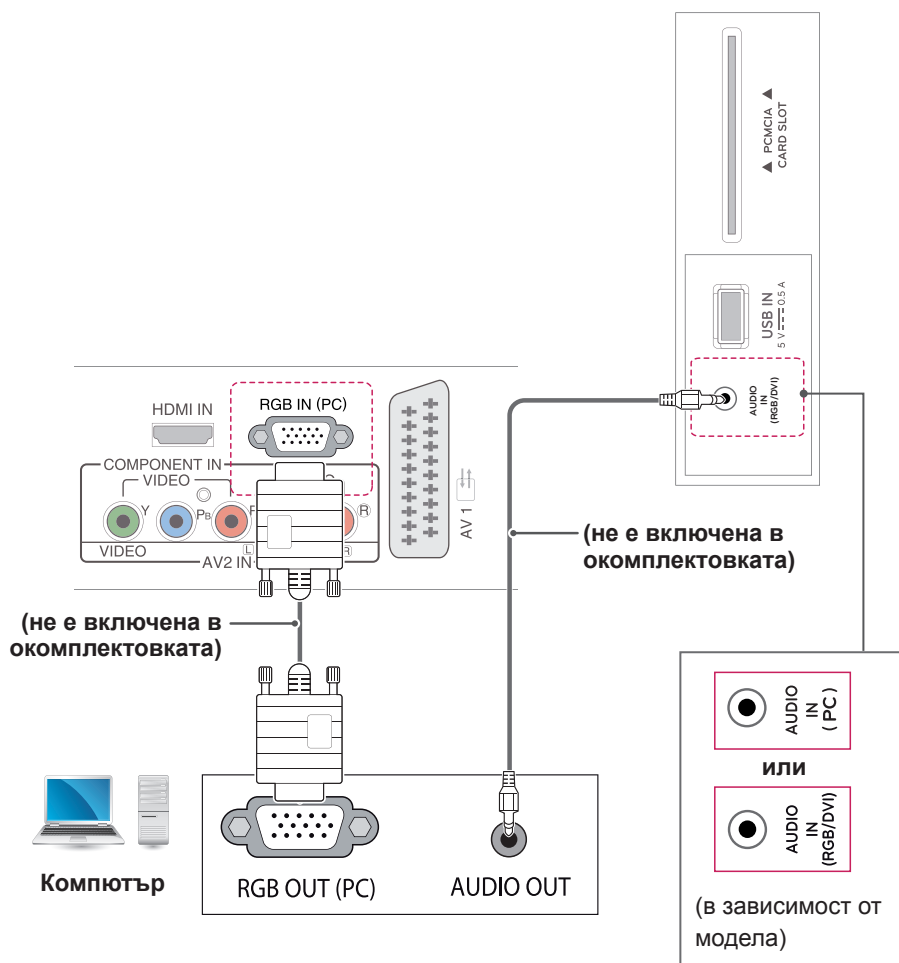 ▲ PCMCIA ▲
CARD SLOT
USB IN
5 V 0.5 A
AUDIO
IN
(RGB/DVI)
HDMI IN
RGB IN (PC)
COMPONENT IN
VIDEO
Y
PB
R
VIDEO
L
AV2 IN
AV 1
(не е включена в
окомплектовката)
(не е включена в
окомплектовката)
AUDIO
IN
(PC)
или
AUDIO
IN
(RGB/DVI)
(в зависимост от
модела)
Компютър
RGB OUT (PC)
AUDIO OUT